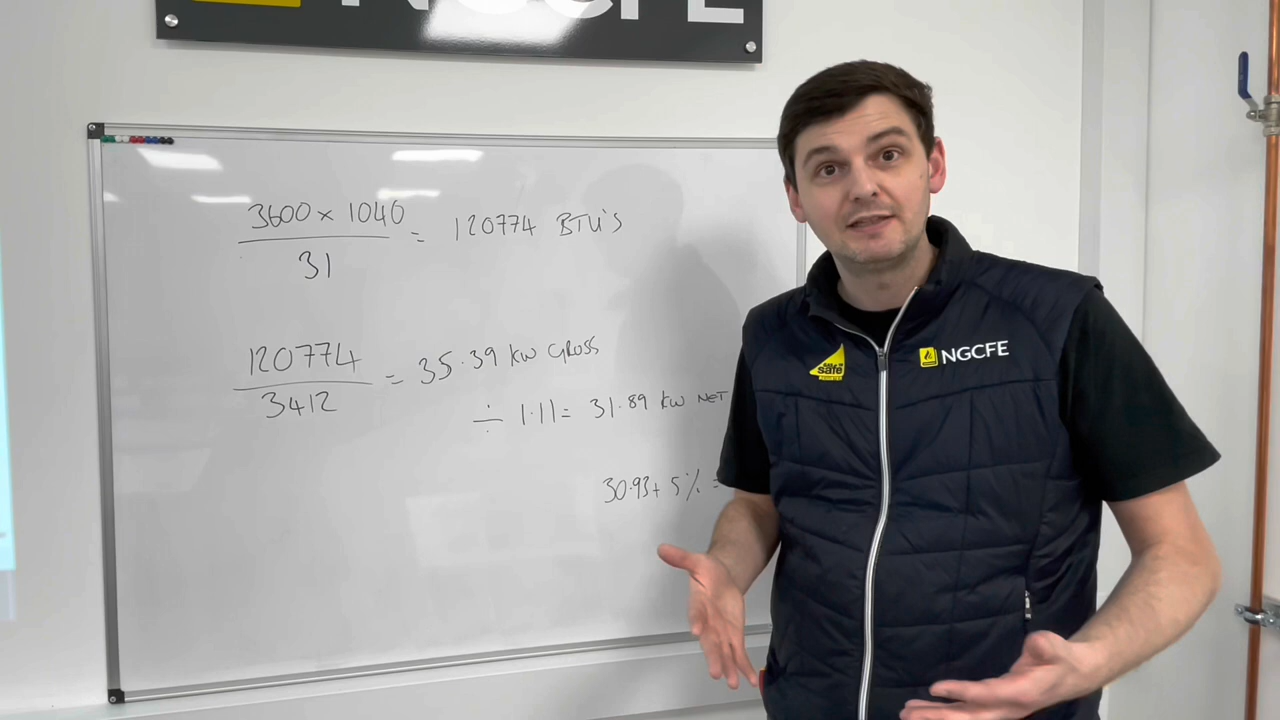 NGCFE
3600 x 1040
31
= 120774 BTU'S
120774
3412
= 35.39 KW GROSS
÷ 1.11 = 31.89 KW NET
30.93 + 5% =
safe
NGCFE